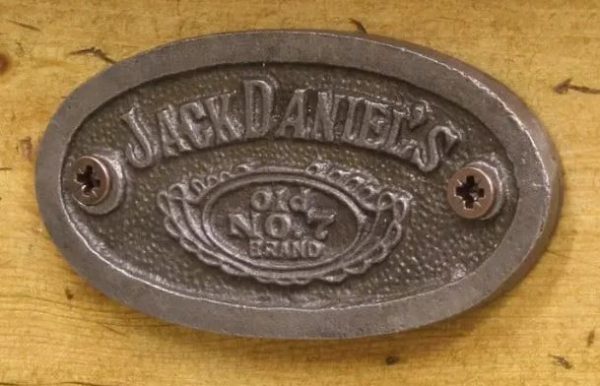 JACK DANIEL'S
Old
NO. 7
BRAND